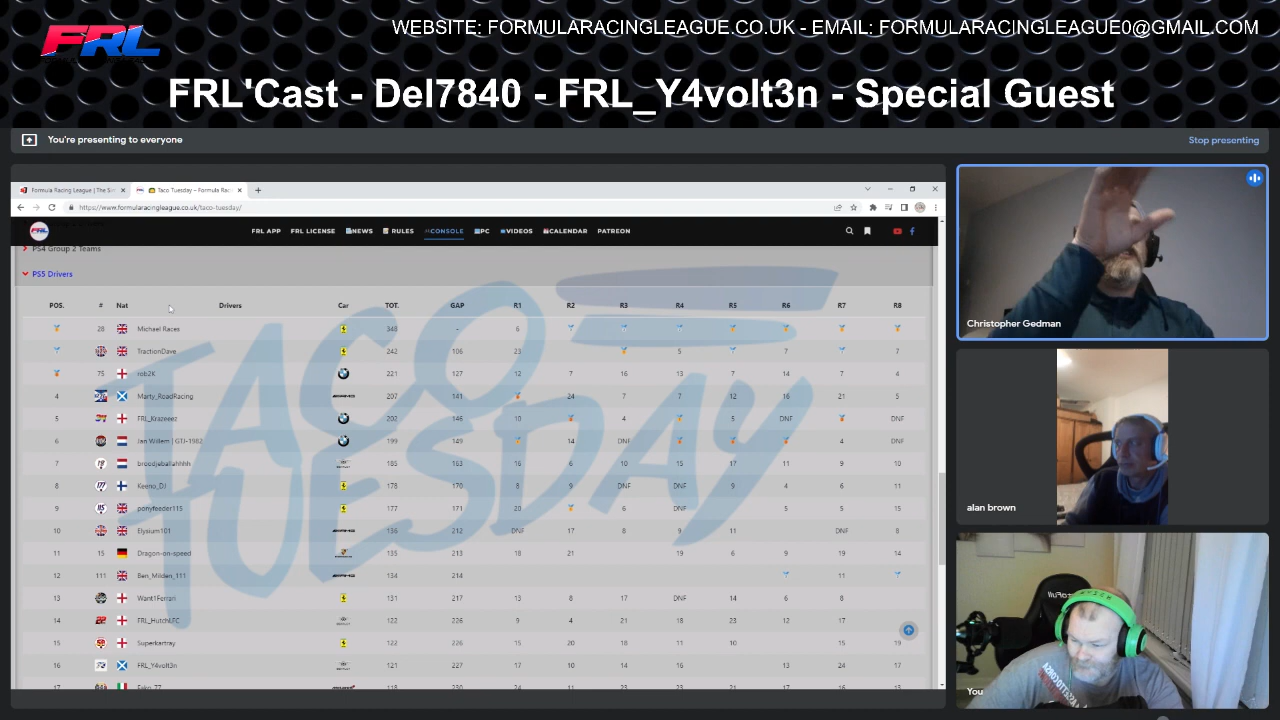 FRL
WEBSITE: FORMULARACINGLEAGUE.CO.UK - EMAIL: FORMULARACINGLEAGUE0@GMAIL.COM
FRL'Cast - Del7840 - FRL_Y4volt3n - Special Guest
You're presenting to everyone
Stop presenting
Formula Racing League | The Sim
Taco Tuesday – Formula Rac
https://www.formularacingleague.co.uk/taco-tuesday/
FRL APP FRL LICENSE NEWS RULES CONSOLE PC VIDEOS CALENDAR PATREON
PS4 Group 2 Teams
PS5 Drivers
POS. # Nat Drivers Car TOT. GAP R1 R2 R3 R4 R5 R6 R7 R8
28 Michael Races 348 - 6
TractionDave 242 106 23 5 7 7
75 rob2K 221 127 12 7 16 13 7 14 7 4
4 Marty_RoadRacing 207 141 24 7 7 12 16 21 5
5 FRL_Krazeeez 202 146 10 4 5 DNF DNF
6 Jan Willem | GTJ-1982 199 149 14 DNF 4 DNF
7 broodjeballahhhh 185 163 16 6 10 15 17 11 9 10
8 Keeno_DJ 178 170 8 9 DNF DNF 9 4 6 11
9 ponyfeeder115 177 171 20 6 DNF 5 5 15
10 Elysium101 136 212 DNF 17 8 9 11 DNF 8
11 15 Dragon-on-speed 135 213 18 21 19 6 9 19 14
12 111 Ben_Milden_111 134 214 11
13 Want1Ferrari 131 217 13 8 17 DNF 14 6 8
14 FRL_HutchLFC 122 226 9 4 21 18 23 12 17
15 Superkartray 122 226 15 20 18 11 10 15 19
16 FRL_Y4volt3n 121 227 17 10 14 16 13 24 17
TACO
TUESDAY
Christopher Gedman
alan brown
You